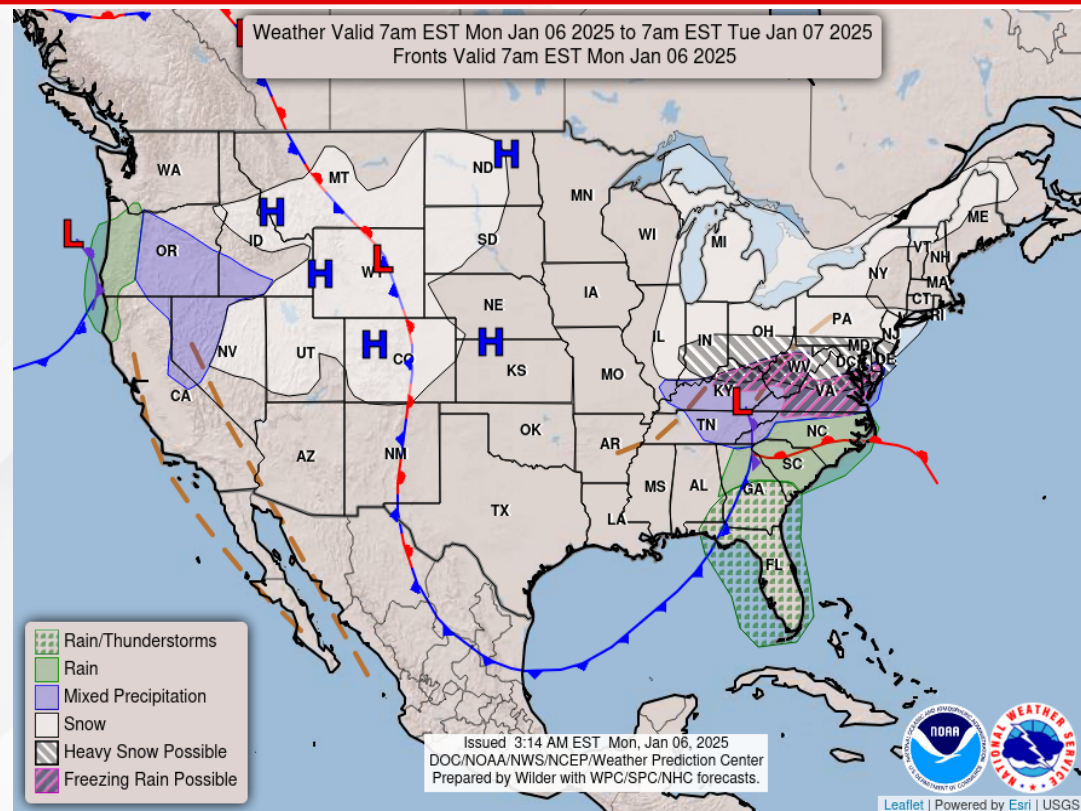 Weather Valid 7am EST Mon Jan 06 2025 to 7am EST Tue Jan 07 2025
Fronts Valid 7am EST Mon Jan 06 2025
WA
MT
ND
H
MN
ME
H
L
OR
ID
SD
WI
MI
VT
NH
NY
MA
H
WY
L
CT
RI
NE
IA
PA
NJ
H
H
IL
IN
OH
MD
DE
DC
NV
UT
CO
KS
MO
WV
VA
CA
KY
L
TN
NC
AZ
NM
OK
AR
SC
MS
AL
GA
TX
LA
FL
Rain/Thunderstorms
Rain
Mixed Precipitation
Snow
Heavy Snow Possible
Freezing Rain Possible
Issued 3:14 AM EST Mon, Jan 06, 2025
DOC/NOAA/NWS/NCEP/Weather Prediction Center
Prepared by Wilder with WPC/SPC/NHC forecasts.
NOAA
NATIONAL WEATHER SERVICE
Leaflet | Powered by Esri | USGS